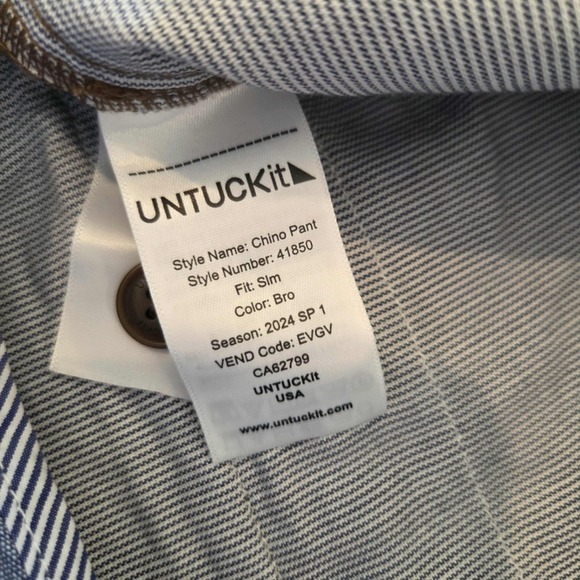 UNTUCKit
Style Name: Chino Pant
Style Number: 41850
Fit: Slm
Color: Bro
Season: 2024 SP 1
VEND Code: EVGV
CA62799
UNTUCKit
USA
www.untuckit.com